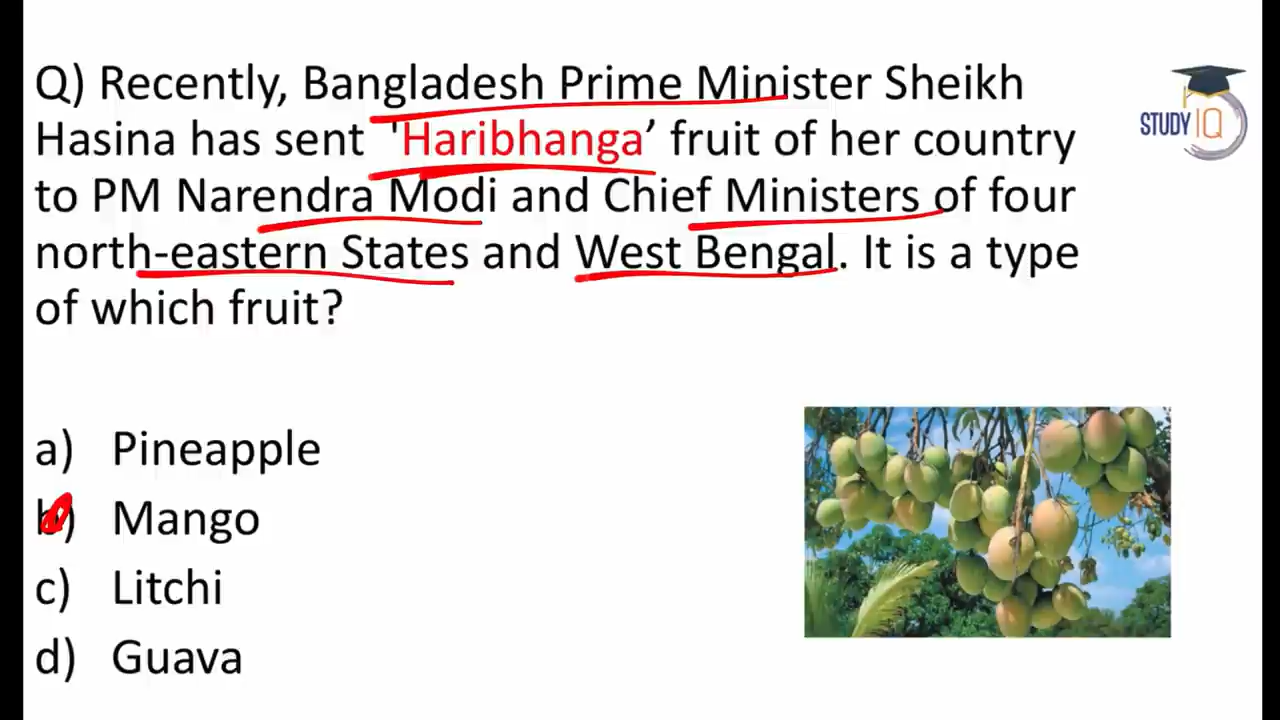 Q) Recently, Bangladesh Prime Minister Sheikh
Hasina has sent 'Haribhanga’ fruit of her country
to PM Narendra Modi and Chief Ministers of four
north-eastern States and West Bengal. It is a type
of which fruit?
a) Pineapple
b) Mango
c) Litchi
d) Guava
STUDY IQ